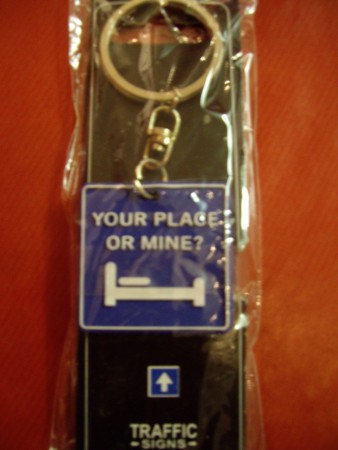 YOUR PLACE
OR MINE?
TRAFFIC
SIGNS